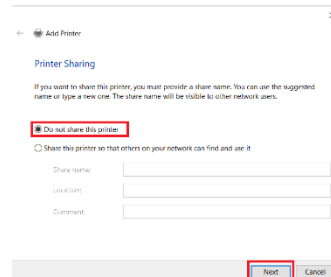 Add Printer
Printer Sharing
If you want to share this printer, you must provide a share name. You can use the suggested
name or type a new one. The share name will be visible to other network users.
Do not share this printer
Share this printer so that others on your network can find and use it
Share name:
Location:
Comment:
Next Cancel